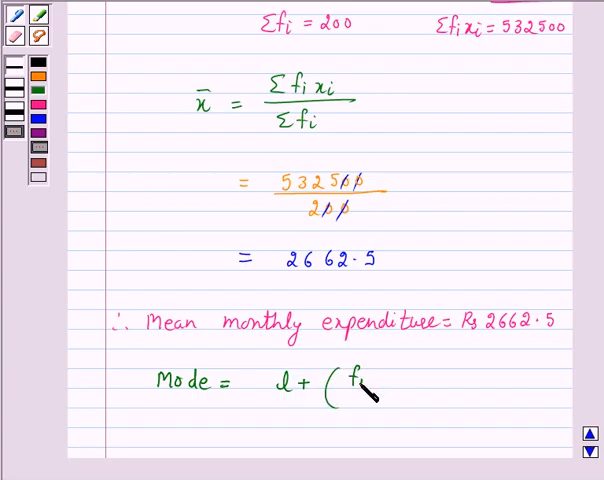 Σfi = 200 Σfixi = 532500
x̄ = Σfixi / Σfi
= 532500 / 200
= 2662.5
∴ Mean monthly expenditure = Rs 2662.5
Mode = l + ( f